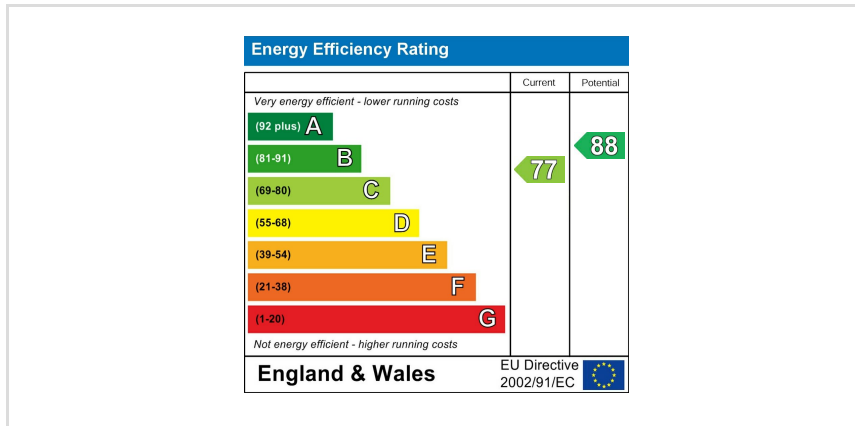 Energy Efficiency Rating
Current Potential
Very energy efficient - lower running costs
(92 plus) A
(81-91) B
(69-80) C
(55-68) D
(39-54) E
(21-38) F
(1-20) G
77
88
Not energy efficient - higher running costs
England & Wales
EU Directive
2002/91/EC